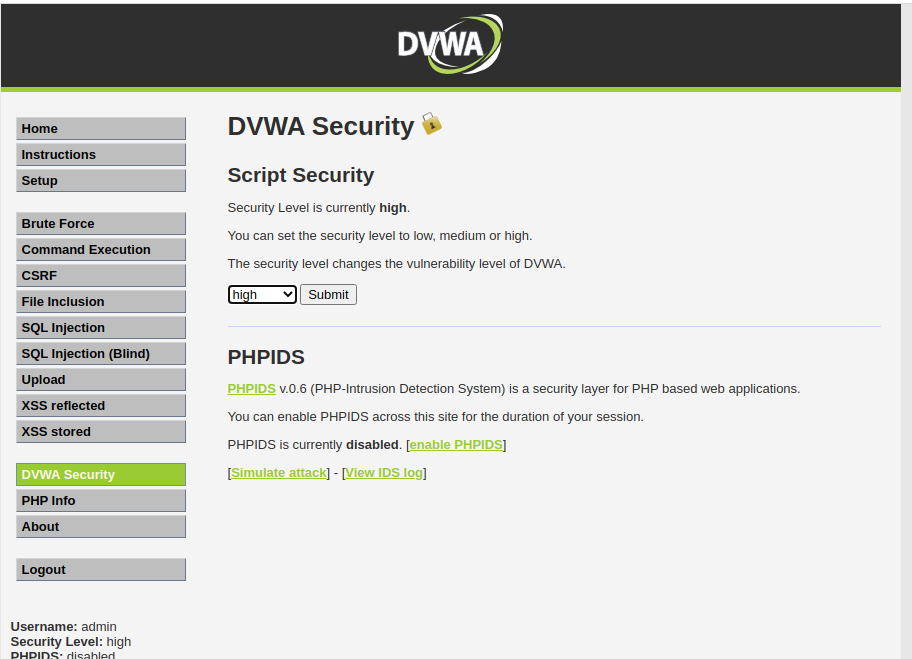 DVWA
Home
Instructions
Setup
Brute Force
Command Execution
CSRF
File Inclusion
SQL Injection
SQL Injection (Blind)
Upload
XSS reflected
XSS stored
DVWA Security
PHP Info
About
Logout
Username: admin
Security Level: high
PHPIDS: disabled
DVWA Security
Script Security
Security Level is currently high.
You can set the security level to low, medium or high.
The security level changes the vulnerability level of DVWA.
high Submit
PHPIDS
PHPIDS v.0.6 (PHP-Intrusion Detection System) is a security layer for PHP based web applications.
You can enable PHPIDS across this site for the duration of your session.
PHPIDS is currently disabled. [enable PHPIDS]
[Simulate attack] - [View IDS log]